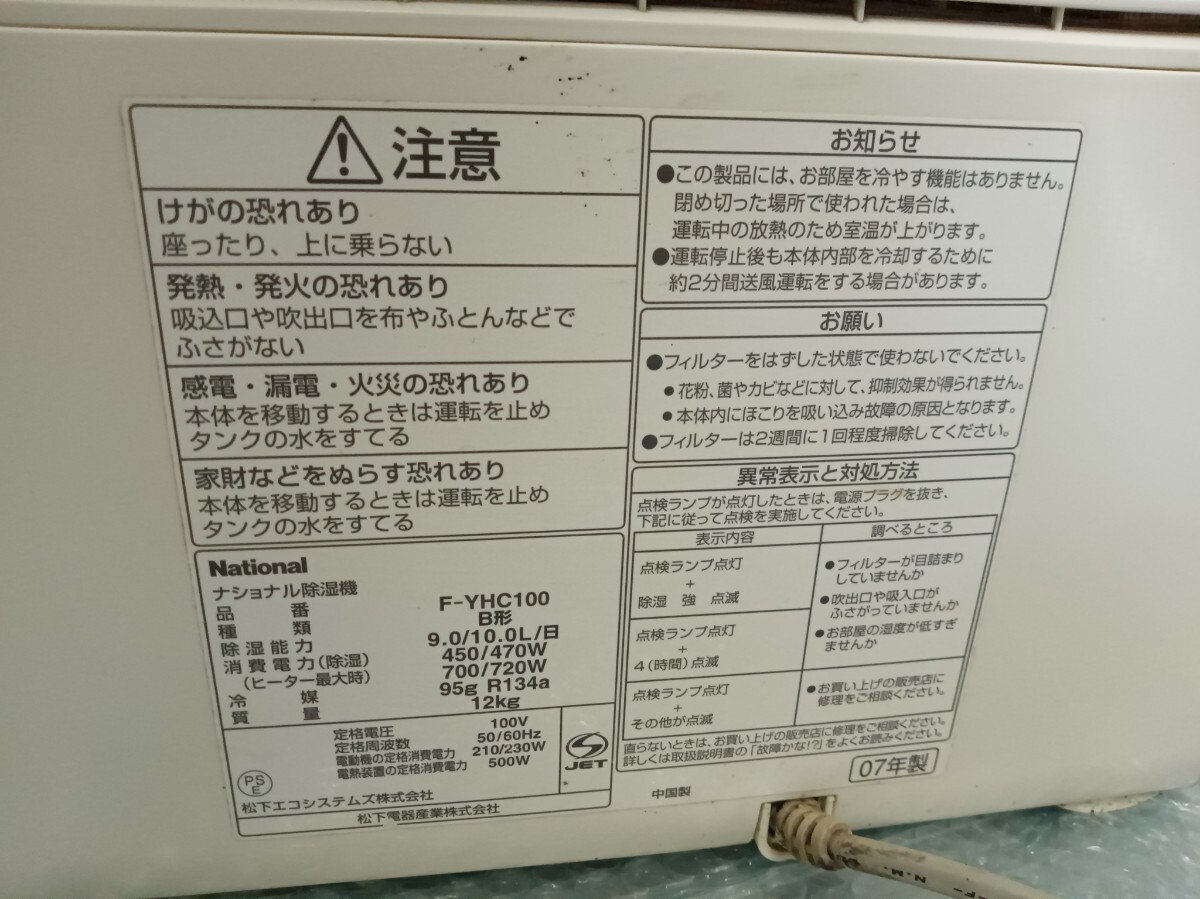 注意
けがの恐れあり
座ったり、上に乗らない
発熱・発火の恐れあり
吸込口や吹出口を布やふとんなどで
ふさがない
感電・漏電・火災の恐れあり
本体を移動するときは運転を止め
タンクの水をすてる
家財などをぬらす恐れあり
本体を移動するときは運転を止め
タンクの水をすてる
National
ナショナル除湿機
品番 F-YHC100
種類 B形
除湿能力 9.0/10.0L/日
消費電力(除湿) 450/470W
(ヒーター最大時) 700/720W
冷媒 95g R134a
質量 12kg
定格電圧 100V
定格周波数 50/60Hz
電動機の定格消費電力 210/230W
電熱装置の定格消費電力 500W
PS
E
JET
松下エコシステムズ株式会社
松下電器産業株式会社
お知らせ
●この製品には、お部屋を冷やす機能はありません。
閉め切った場所で使われた場合は、
運転中の放熱のため室温が上がります。
●運転停止後も本体内部を冷却するために
約2分間送風運転をする場合があります。
お願い
●フィルターをはずした状態で使わないでください。
●花粉、菌やカビなどに対して、抑制効果が得られません。
●本体内にほこりを吸い込み故障の原因となります。
●フィルターは2週間に1回程度掃除してください。
異常表示と対処方法
点検ランプが点灯したときは、電源プラグを抜き、
下記に従って点検を実施してください。
表示内容
調べるところ
点検ランプ点灯
+
除湿 強 点滅
点検ランプ点灯
+
4(時間)点滅
●フィルターが目詰まり
していませんか
●吹出口や吸入口が
ふさがっていませんか
●お部屋の湿度が低すぎ
ませんか
点検ランプ点灯
+
その他が点滅
●お買い上げの販売店に
修理をご相談ください。
直らないときは、お買い上げの販売店に修理をご相談ください。
詳しくは取扱説明書の「故障かな!?」をよくお読みください。
07年製
中国製